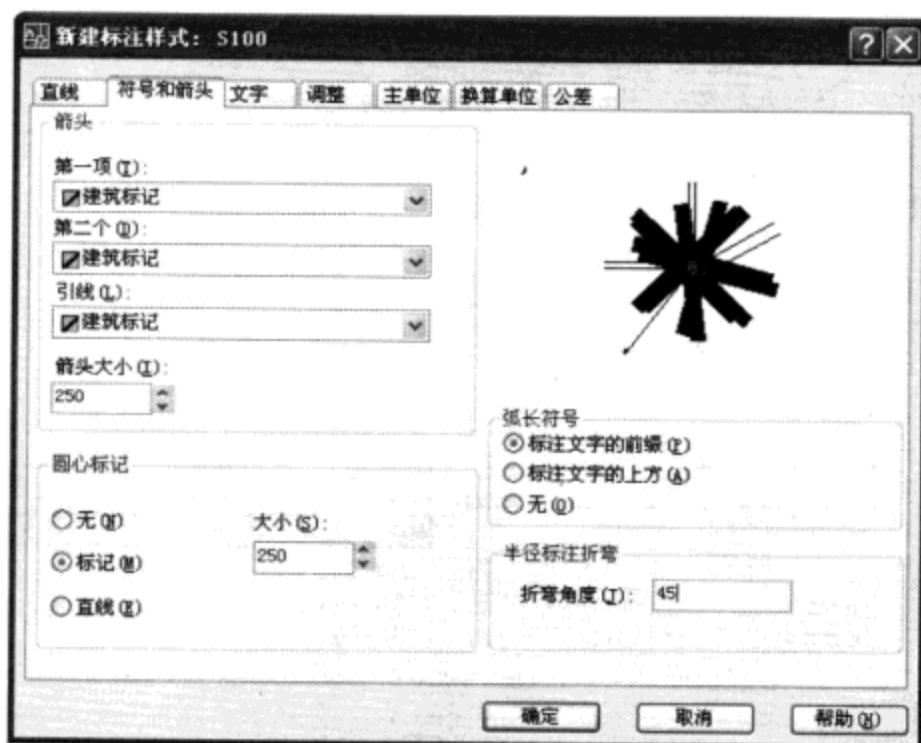 新建标注样式: S100
直线 符号和箭头 文字 调整 主单位 换算单位 公差
箭头
第一项(T):
建筑标记
第二个(D):
建筑标记
引线(L):
建筑标记
箭头大小(I):
250
圆心标记
无(N)
标记(M)
直线(E)
大小(S):
250
弧长符号
标注文字的前缀(P)
标注文字的上方(A)
无(O)
半径标注折弯
折弯角度(J): 45
确定 取消 帮助(H)